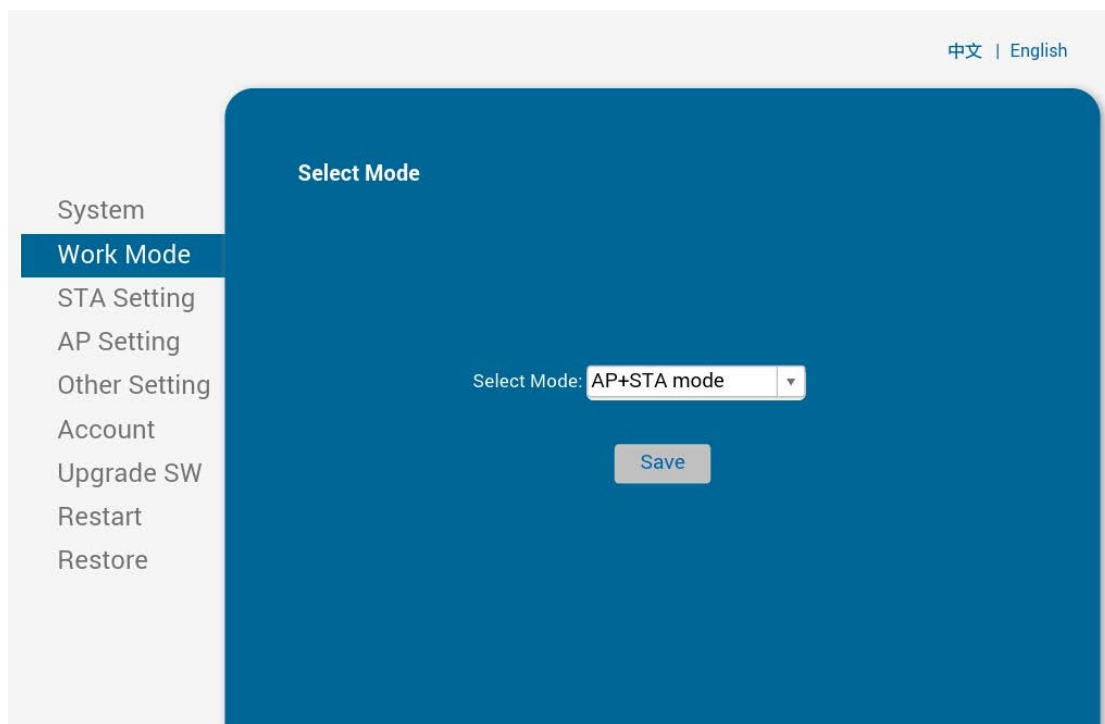 中文 | English
Select Mode
System
Work Mode
STA Setting
AP Setting
Other Setting
Account
Upgrade SW
Restart
Restore
Select Mode: AP+STA mode
Save